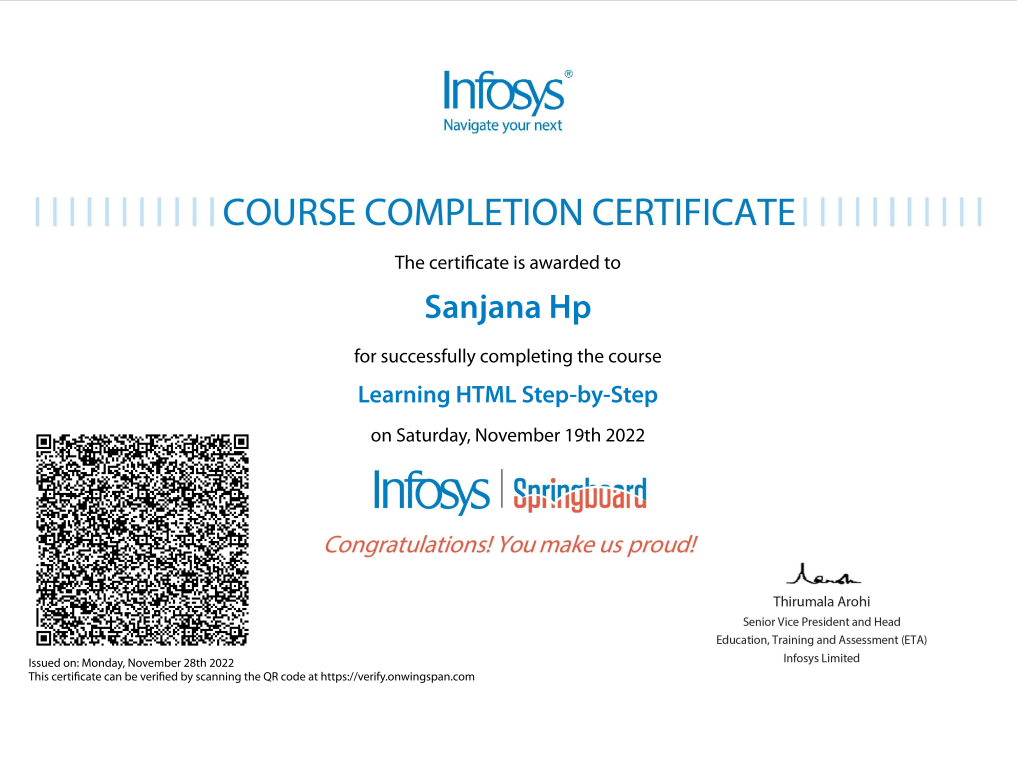 Infosys®
Navigate your next
COURSE COMPLETION CERTIFICATE
The certificate is awarded to
Sanjana Hp
for successfully completing the course
Learning HTML Step-by-Step
on Saturday, November 19th 2022
Infosys | Springboard
Congratulations! You make us proud!
Thirumala Arohi
Senior Vice President and Head
Education, Training and Assessment (ETA)
Infosys Limited
Issued on: Monday, November 28th 2022
This certificate can be verified by scanning the QR code at https://verify.onwingspan.com